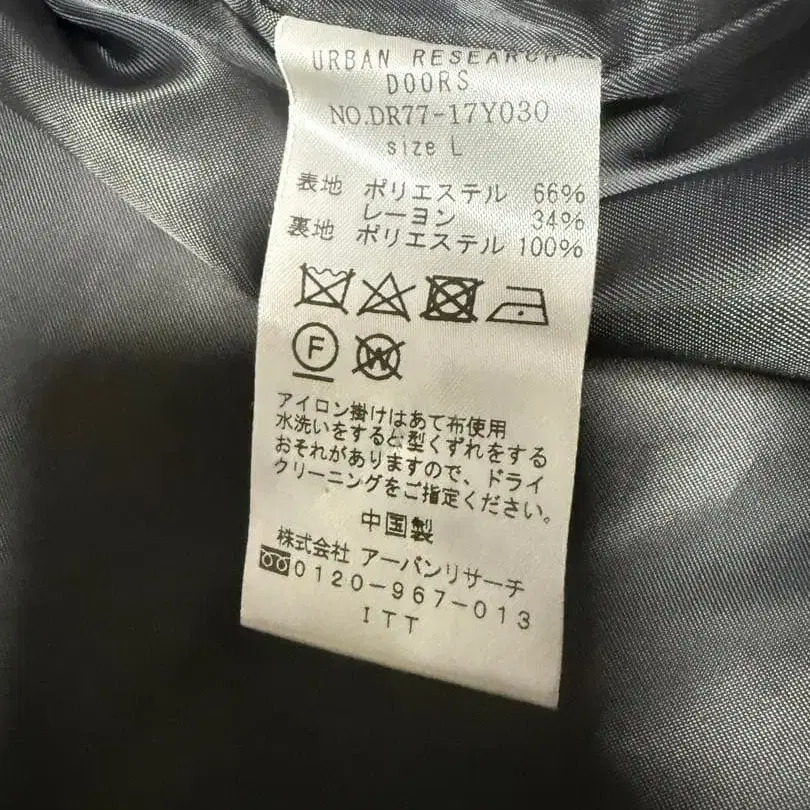 URBAN RESEARCH
DOORS
NO.DR77-17Y030
size L
表地 ポリエステル 66%
レーヨン 34%
裏地 ポリエステル 100%
F W
アイロン掛けはあて布使用
水洗いをすると型くずれをする
おそれがありますので、ドライ
クリーニングをご指定ください。
中国製
株式会社 アーバンリサーチ
0120-967-013
ITT